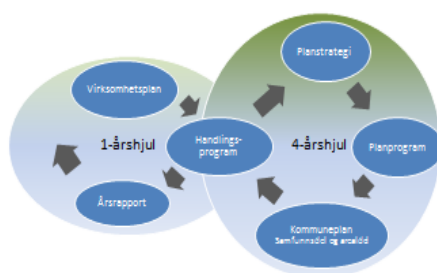 Planstrategi
Virksomhetsplan
1-årshjul
Handlings-
program
4-årshjul
Planprogram
Årsrapport
Kommuneplan
Samfunnsdel og arealdel